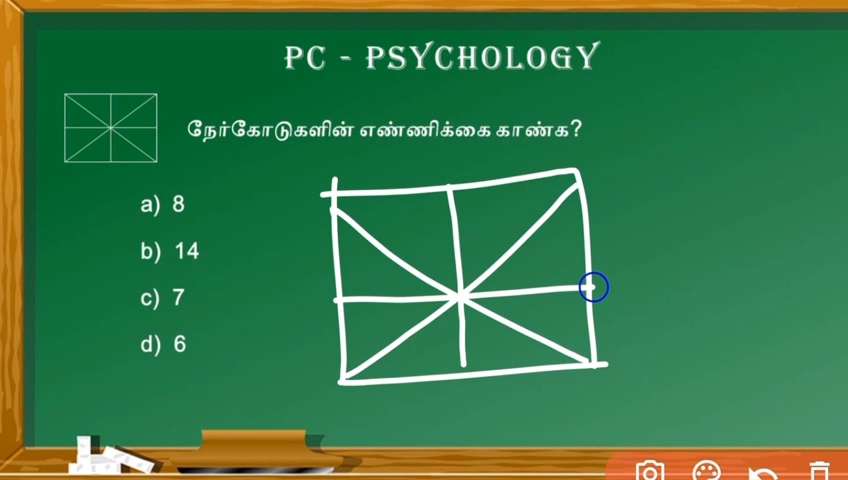 PC - PSYCHOLOGY
நேர்கோடுகளின் எண்ணிக்கை காண்க?
a) 8
b) 14
c) 7
d) 6